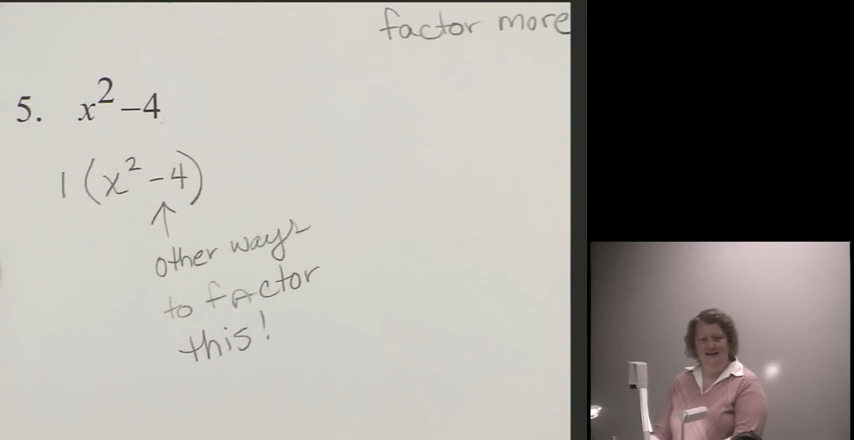 factor more
5. x²–4
1(x²–4)
↑
other ways
to factor
this!